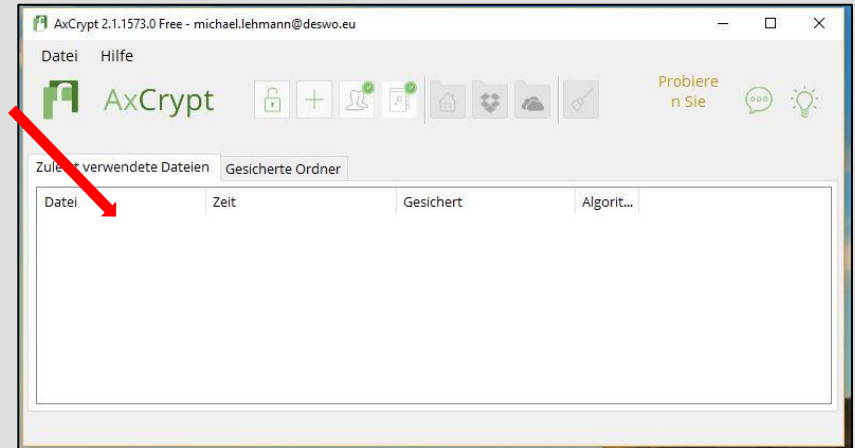 AxCrypt 2.1.1573.0 Free - michael.lehmann@deswo.eu
Datei Hilfe
AxCrypt
Probiere
n Sie
Zuletzt verwendete Dateien Gesicherte Ordner
Datei Zeit Gesichert Algorit...